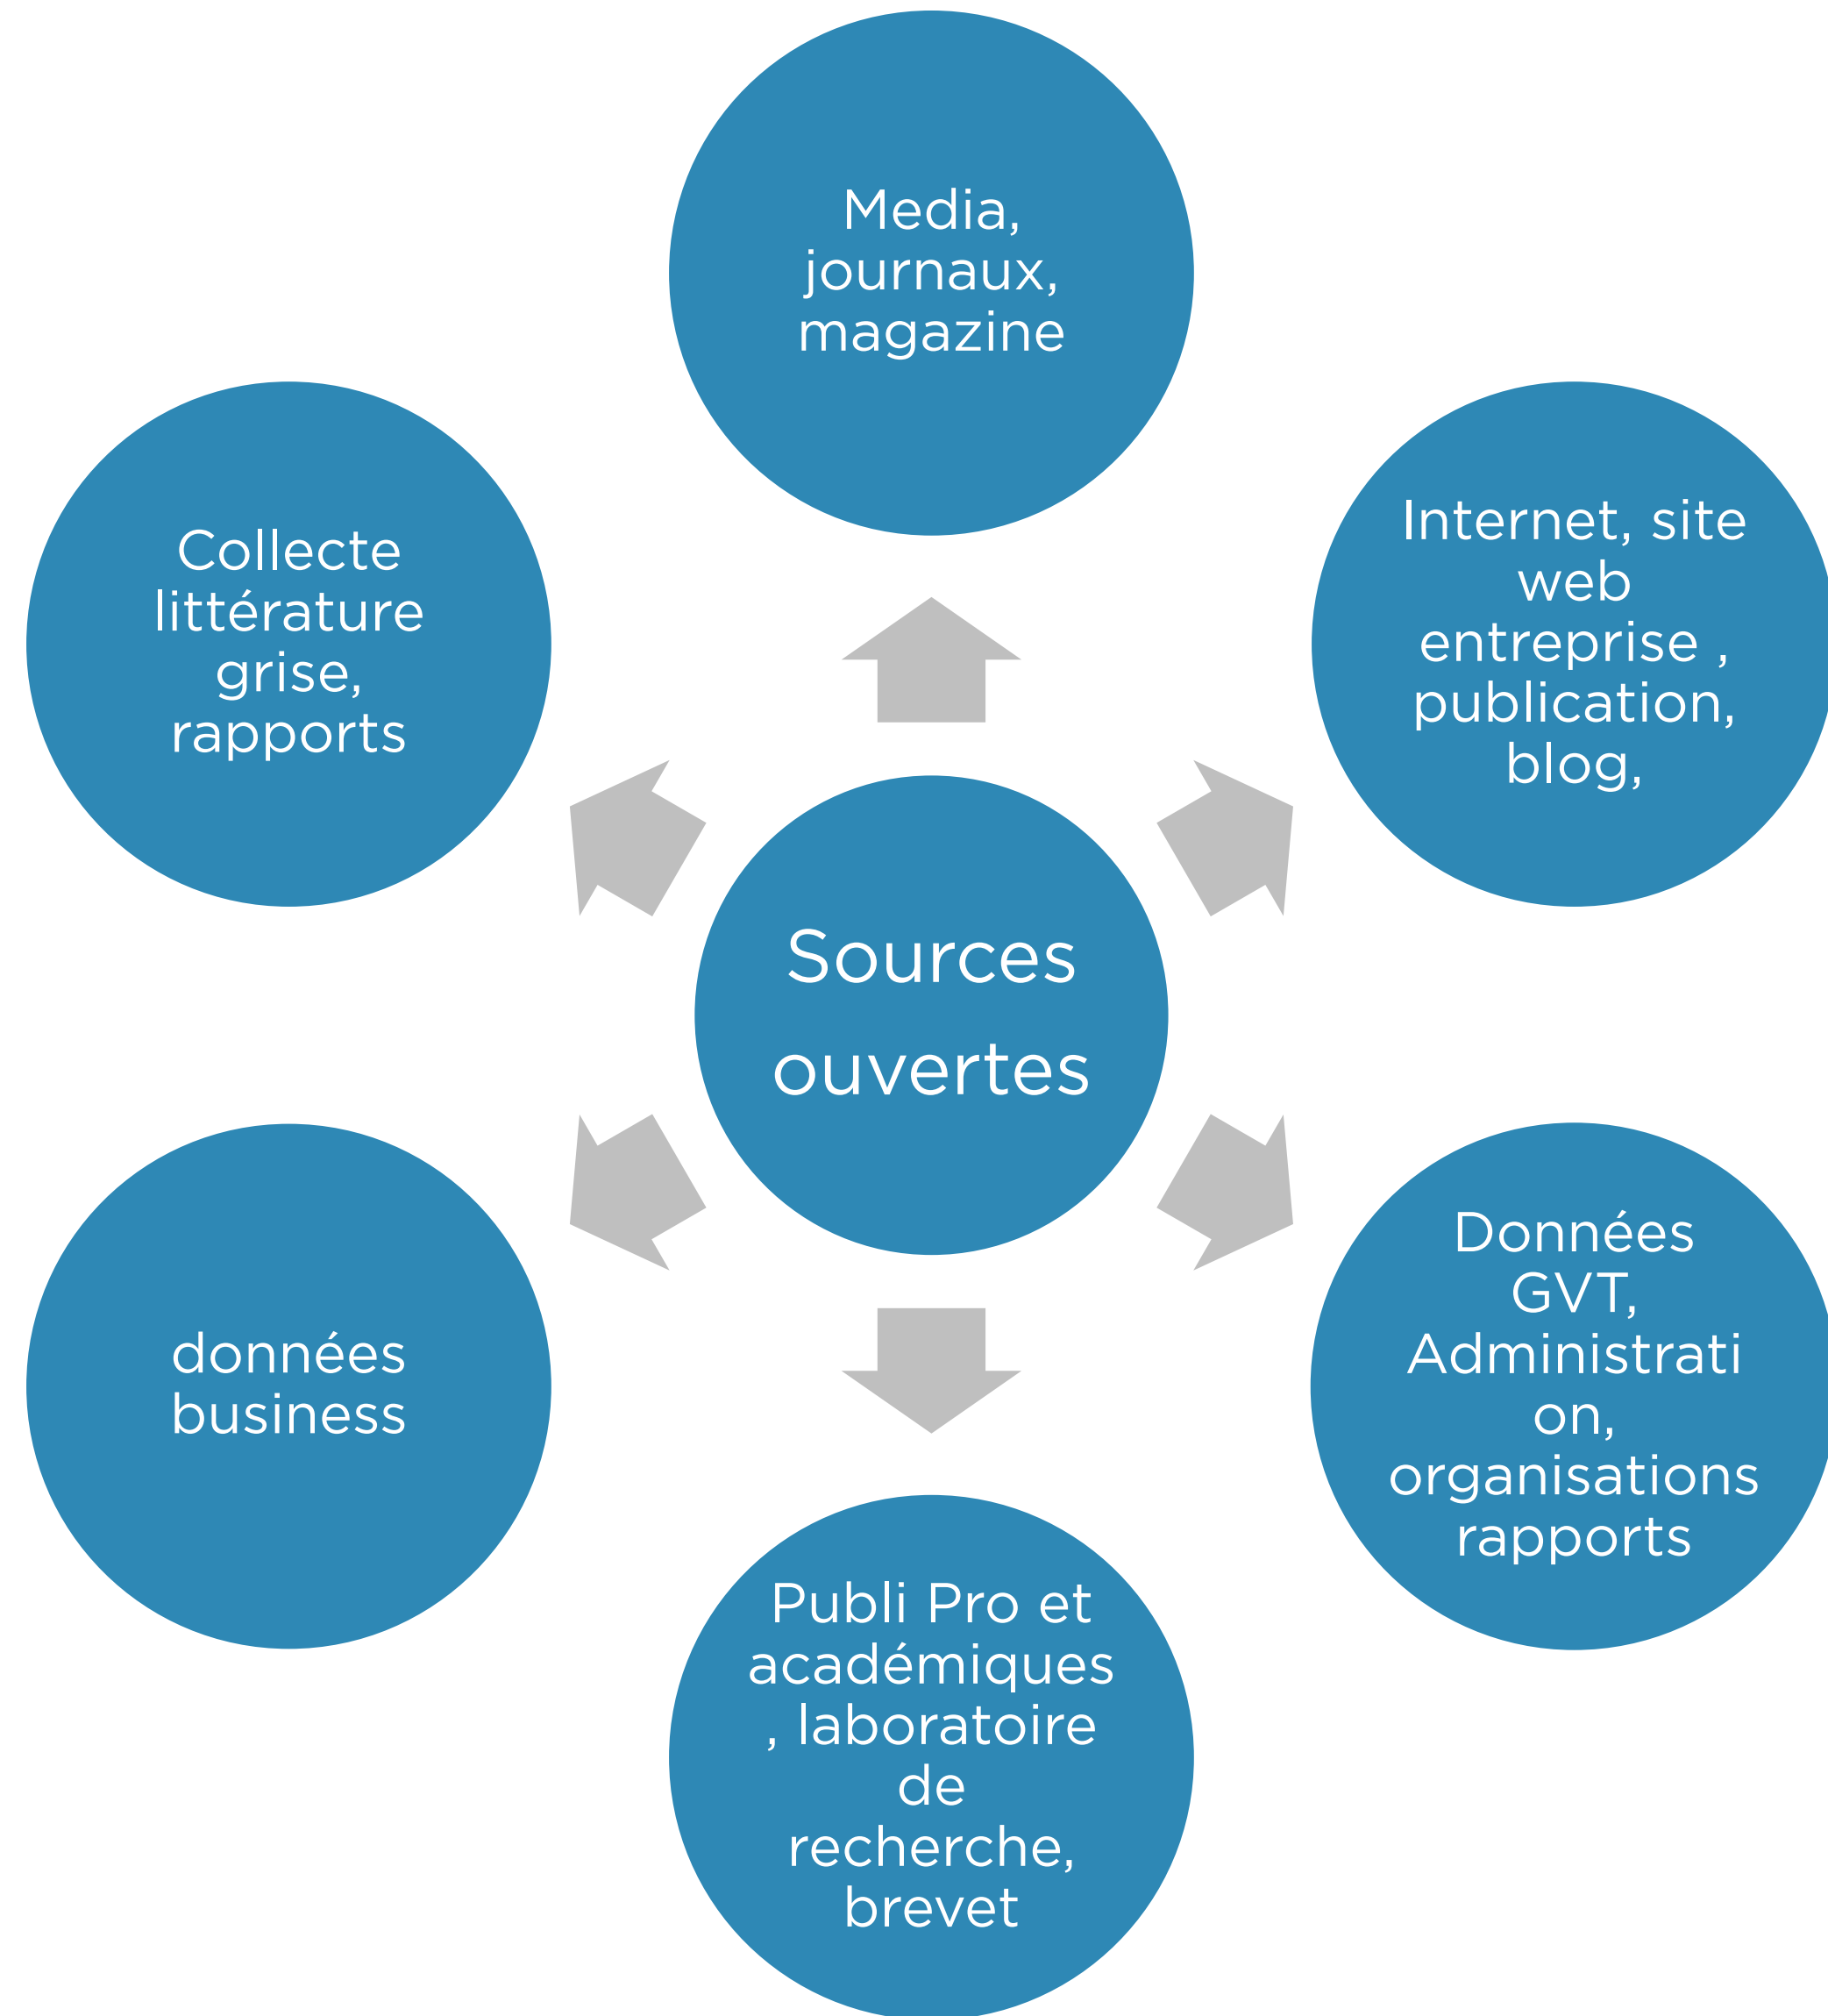 Media,
journaux,
magazine
Collecte
littérature
grise,
rapports
Internet, site
web
entreprise ,
publication,
blog,
Sources
ouvertes
données
business
Données
GVT,
Administrati
on,
organisations
rapports
Publi Pro et
académiques
, laboratoire
de
recherche,
brevet